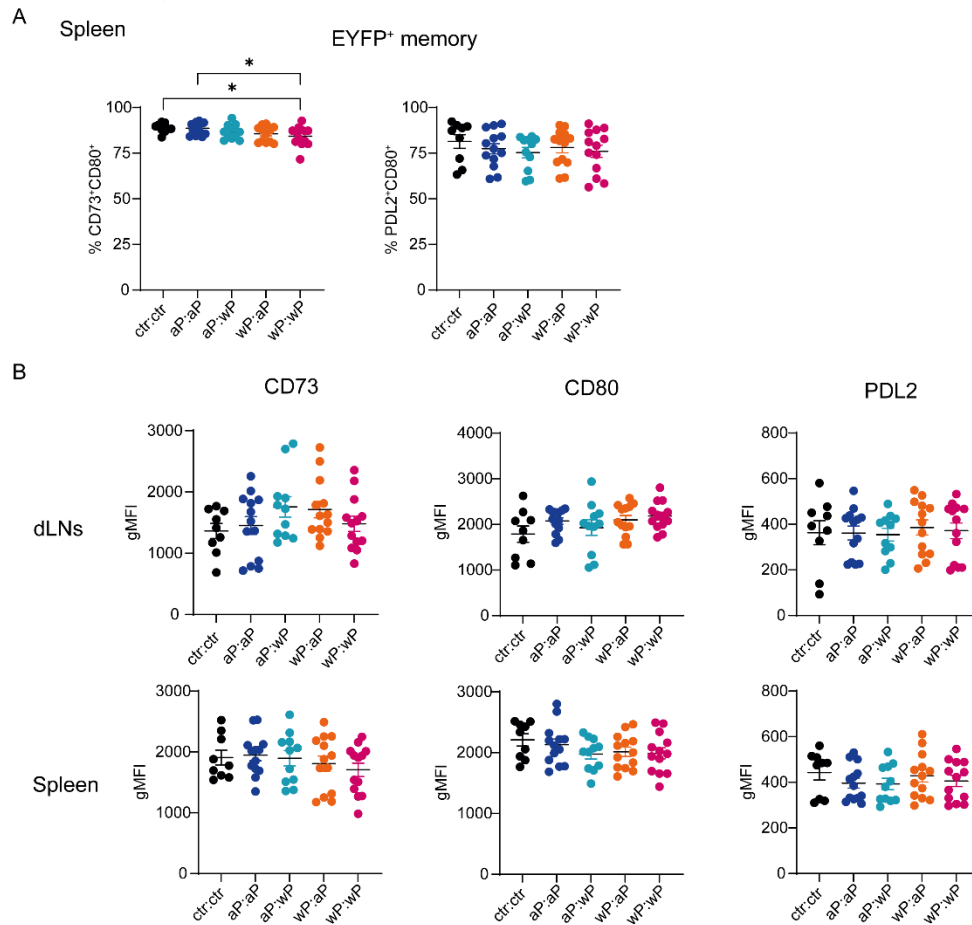 A
Spleen
EYFP⁺ memory
*
*
% CD73⁺CD80⁺
100
75
50
25
0
ctr:ctr
aP:aP
aP:wP
wP:aP
wP:wP
% PDL2⁺CD80⁺
100
75
50
25
0
ctr:ctr
aP:aP
aP:wP
wP:aP
wP:wP
B
CD73
CD80
PDL2
dLNs
gMFI
3000
2000
1000
0
ctr:ctr
aP:aP
aP:wP
wP:aP
wP:wP
gMFI
4000
3000
2000
1000
0
ctr:ctr
aP:aP
aP:wP
wP:aP
wP:wP
gMFI
800
600
400
200
0
ctr:ctr
aP:aP
aP:wP
wP:aP
wP:wP
Spleen
gMFI
3000
2000
1000
0
ctr:ctr
aP:aP
aP:wP
wP:aP
wP:wP
gMFI
3000
2000
1000
0
ctr:ctr
aP:aP
aP:wP
wP:aP
wP:wP
gMFI
800
600
400
200
0
ctr:ctr
aP:aP
aP:wP
wP:aP
wP:wP